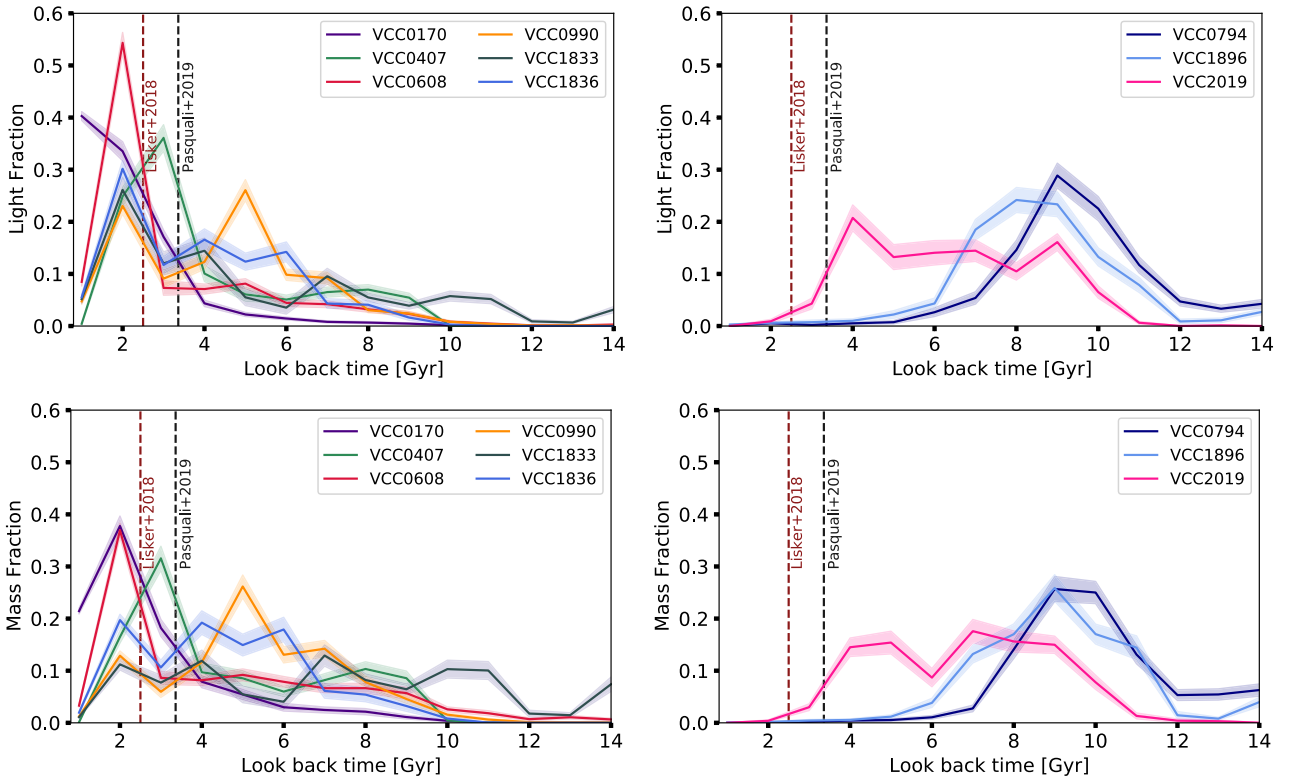 0.6
0.5
0.4
0.3
0.2
0.1
0.0
Light Fraction
VCC0170
VCC0407
VCC0608
VCC0990
VCC1833
VCC1836
Lisker+2018
Pasquali+2019
2 4 6 8 10 12 14
Look back time [Gyr]
0.6
0.5
0.4
0.3
0.2
0.1
0.0
Light Fraction
VCC0794
VCC1896
VCC2019
Lisker+2018
Pasquali+2019
2 4 6 8 10 12 14
Look back time [Gyr]
0.6
0.5
0.4
0.3
0.2
0.1
0.0
Mass Fraction
VCC0170
VCC0407
VCC0608
VCC0990
VCC1833
VCC1836
Lisker+2018
Pasquali+2019
2 4 6 8 10 12 14
Look back time [Gyr]
0.6
0.5
0.4
0.3
0.2
0.1
0.0
Mass Fraction
VCC0794
VCC1896
VCC2019
Lisker+2018
Pasquali+2019
2 4 6 8 10 12 14
Look back time [Gyr]